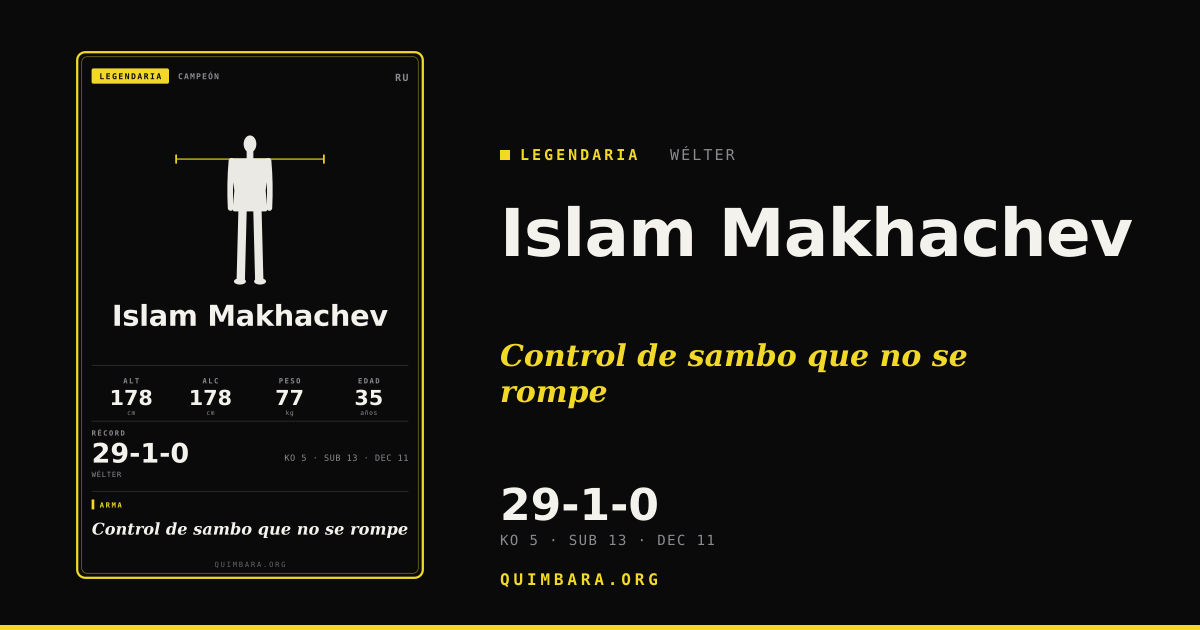 LEGENDARIA CAMPEÓN RU
Islam Makhachev
ALT ALC PESO EDAD
178 178 77 35
cm cm kg años
RÉCORD
29-1-0
KO 5 · SUB 13 · DEC 11
WÉLTER
ARMA
Control de sambo que no se rompe
QUIMBARA.ORG
LEGENDARIA WÉLTER
Islam Makhachev
Control de sambo que no se
rompe
29-1-0
KO 5 · SUB 13 · DEC 11
QUIMBARA.ORG